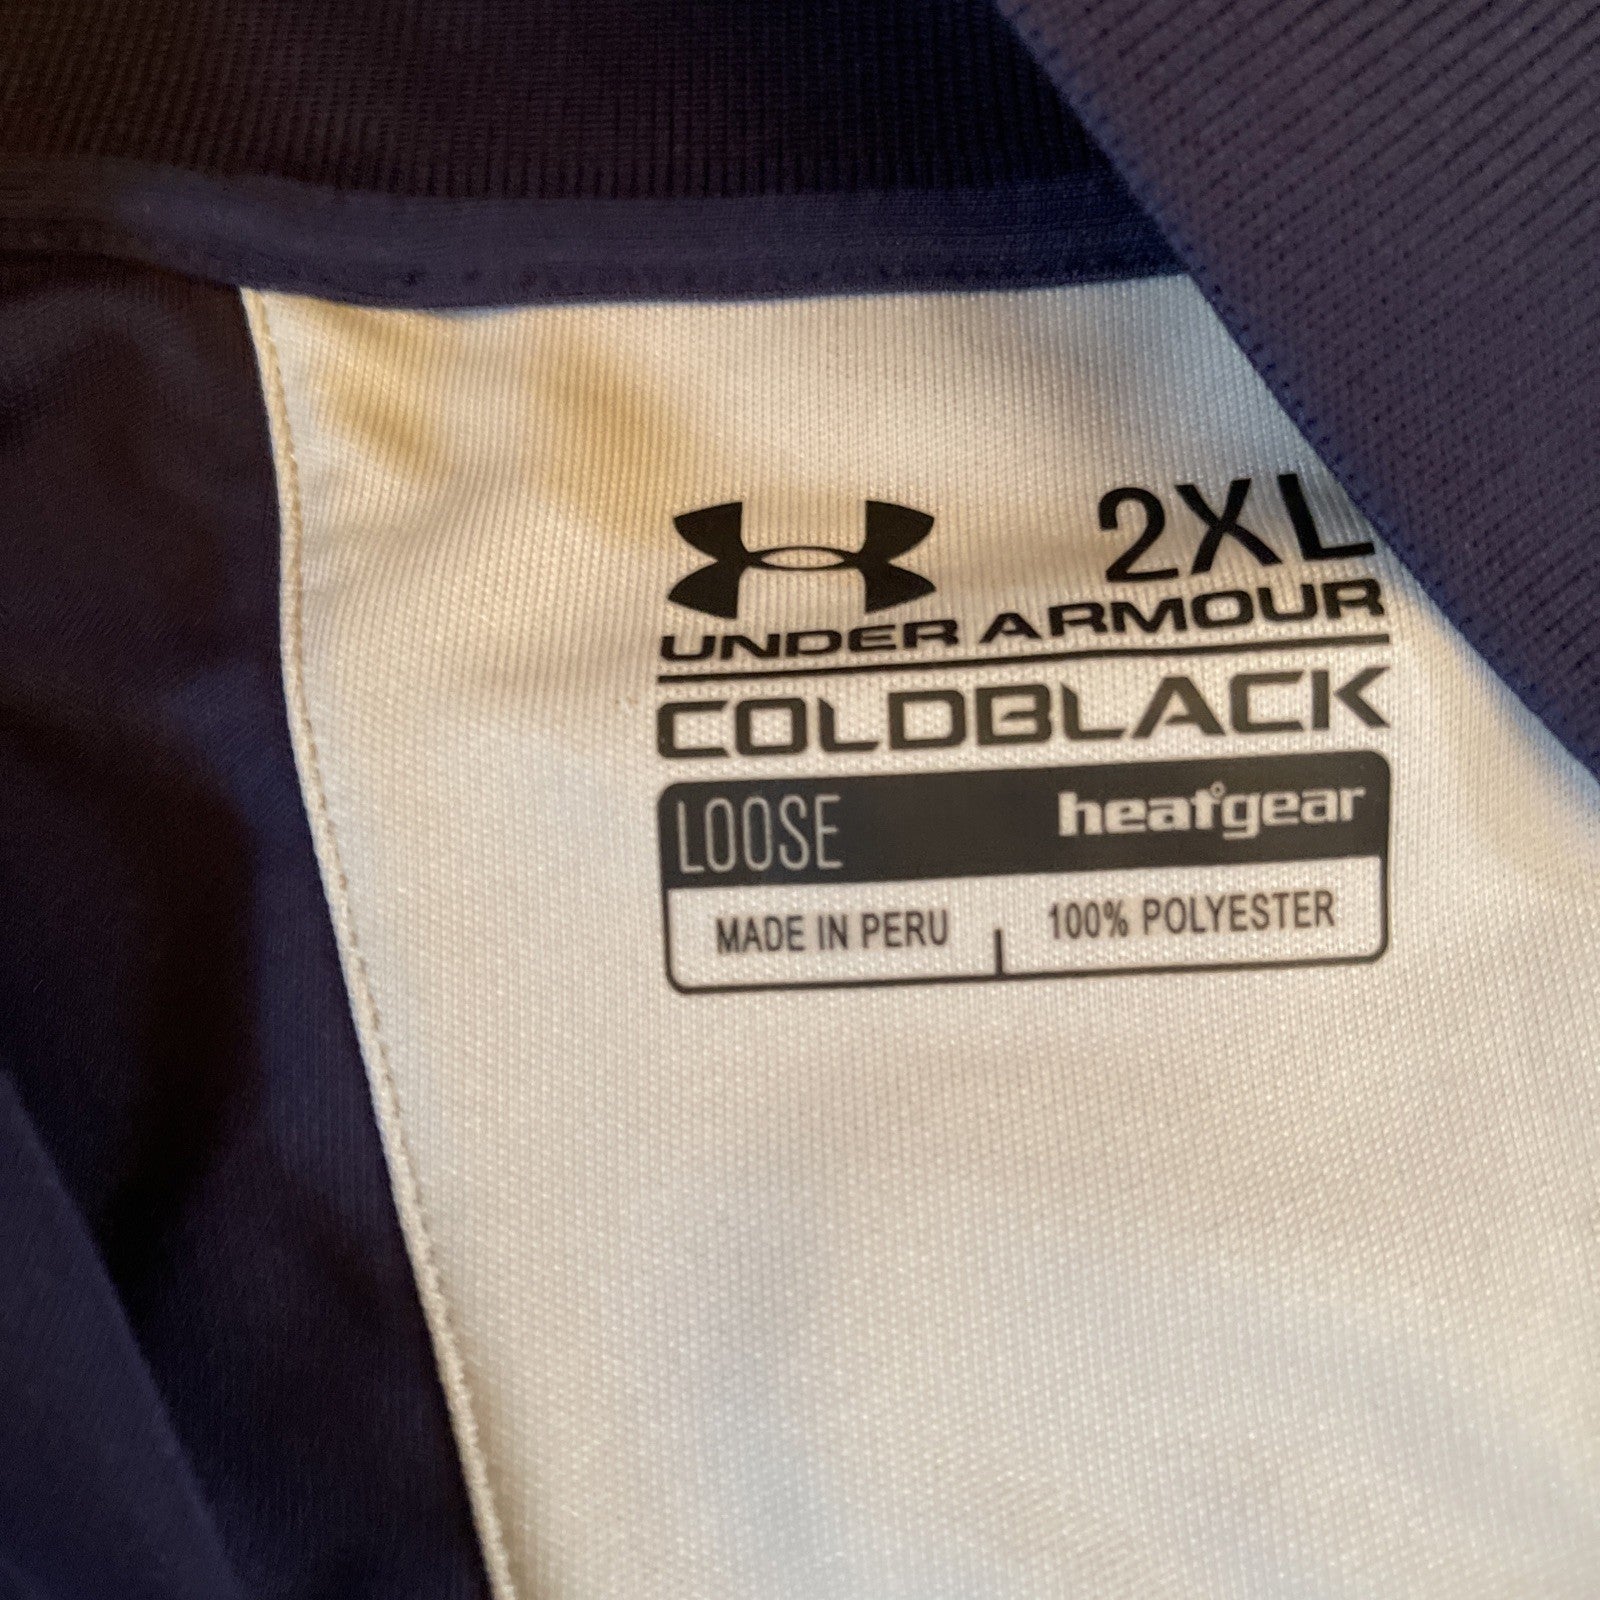 2XL
UNDER ARMOUR
COLDBLACK
LOOSE heatgear
MADE IN PERU 100% POLYESTER